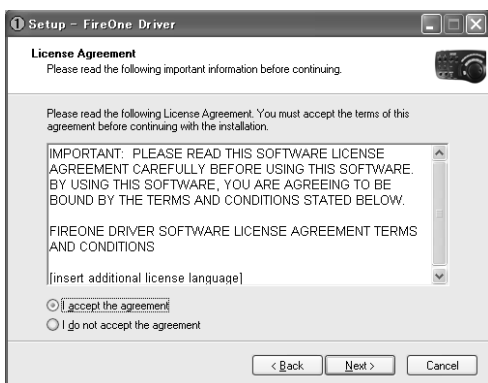 Setup - FireOne Driver
License Agreement
Please read the following important information before continuing.
Please read the following License Agreement. You must accept the terms of this
agreement before continuing with the installation.
IMPORTANT: PLEASE READ THIS SOFTWARE LICENSE
AGREEMENT CAREFULLY BEFORE USING THIS SOFTWARE.
BY USING THIS SOFTWARE, YOU ARE AGREEING TO BE
BOUND BY THE TERMS AND CONDITIONS STATED BELOW.
FIREONE DRIVER SOFTWARE LICENSE AGREEMENT TERMS
AND CONDITIONS
[insert additional license language]
I accept the agreement
I do not accept the agreement
< Back Next > Cancel